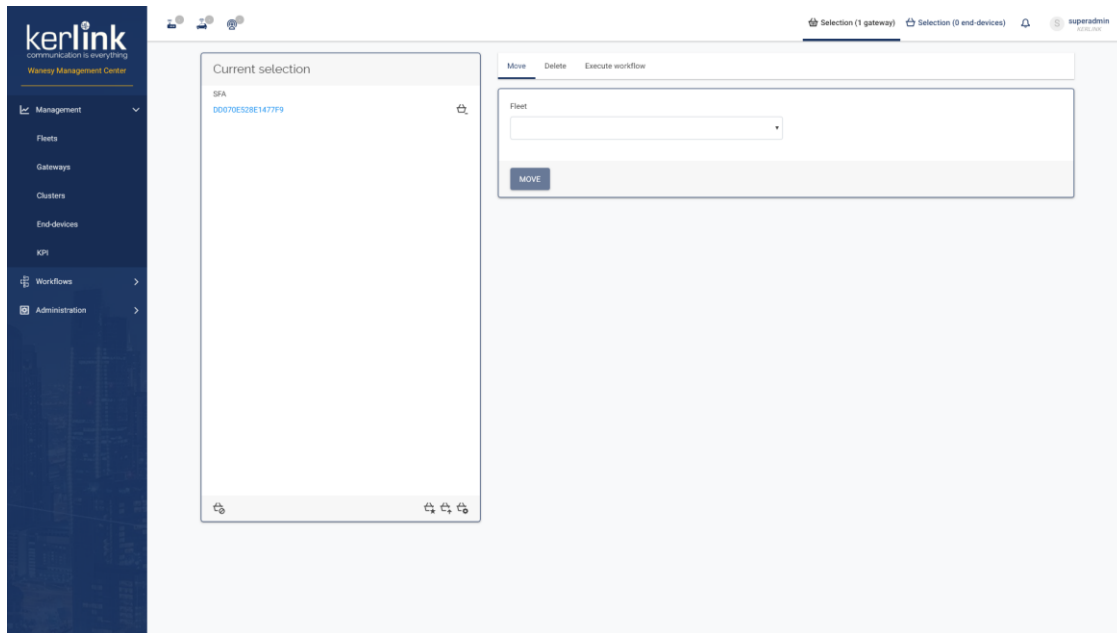 kerlink
communication is everything
Wanesy Management Center
Management
Fleets
Gateways
Clusters
End-devices
KPI
Workflows
Administration
Selection (1 gateway)
Selection (0 end-devices)
S
superadmin
KERLINK
Current selection
SFA
DD070E528E1477F9
Move
Delete
Execute workflow
Fleet
MOVE